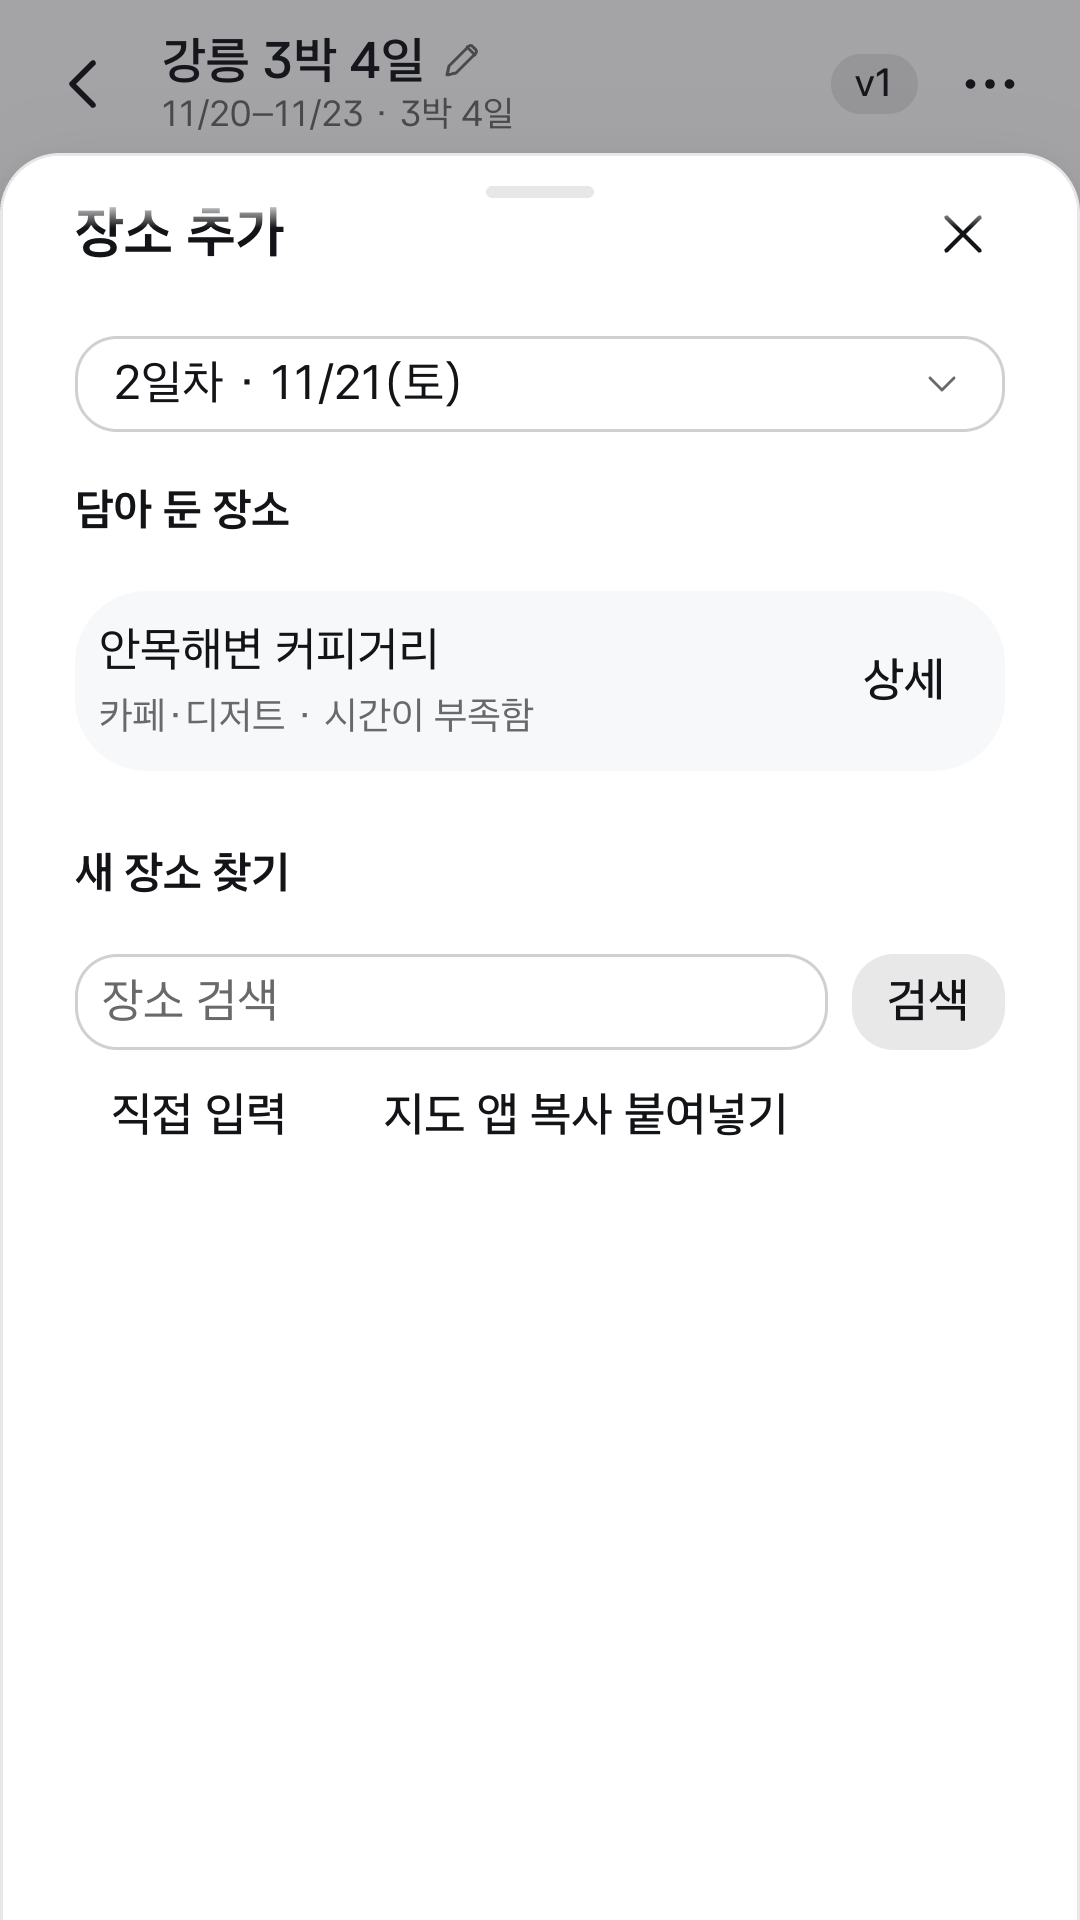 강릉 3박 4일
11/20–11/23 · 3박 4일
v1
장소 추가
2일차 · 11/21(토)
담아 둔 장소
안목해변 커피거리
카페·디저트 · 시간이 부족함
상세
새 장소 찾기
장소 검색
검색
직접 입력
지도 앱 복사 붙여넣기